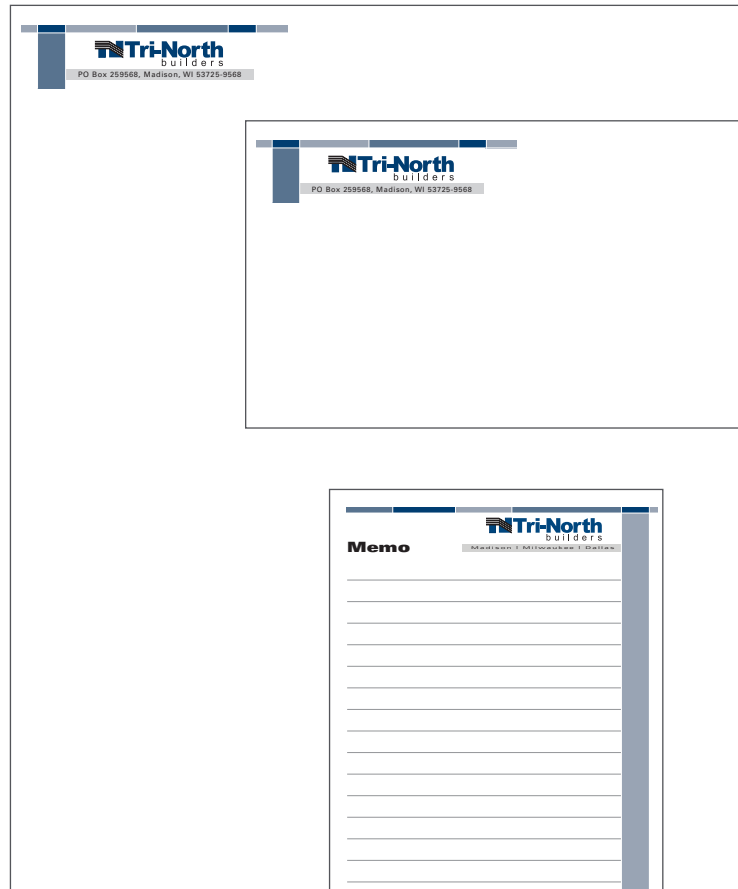 Tri-North
builders
PO Box 259568, Madison, WI 53725-9568
Tri-North
builders
PO Box 259568, Madison, WI 53725-9568
Tri-North
builders
Memo
Madison | Milwaukee | Dallas